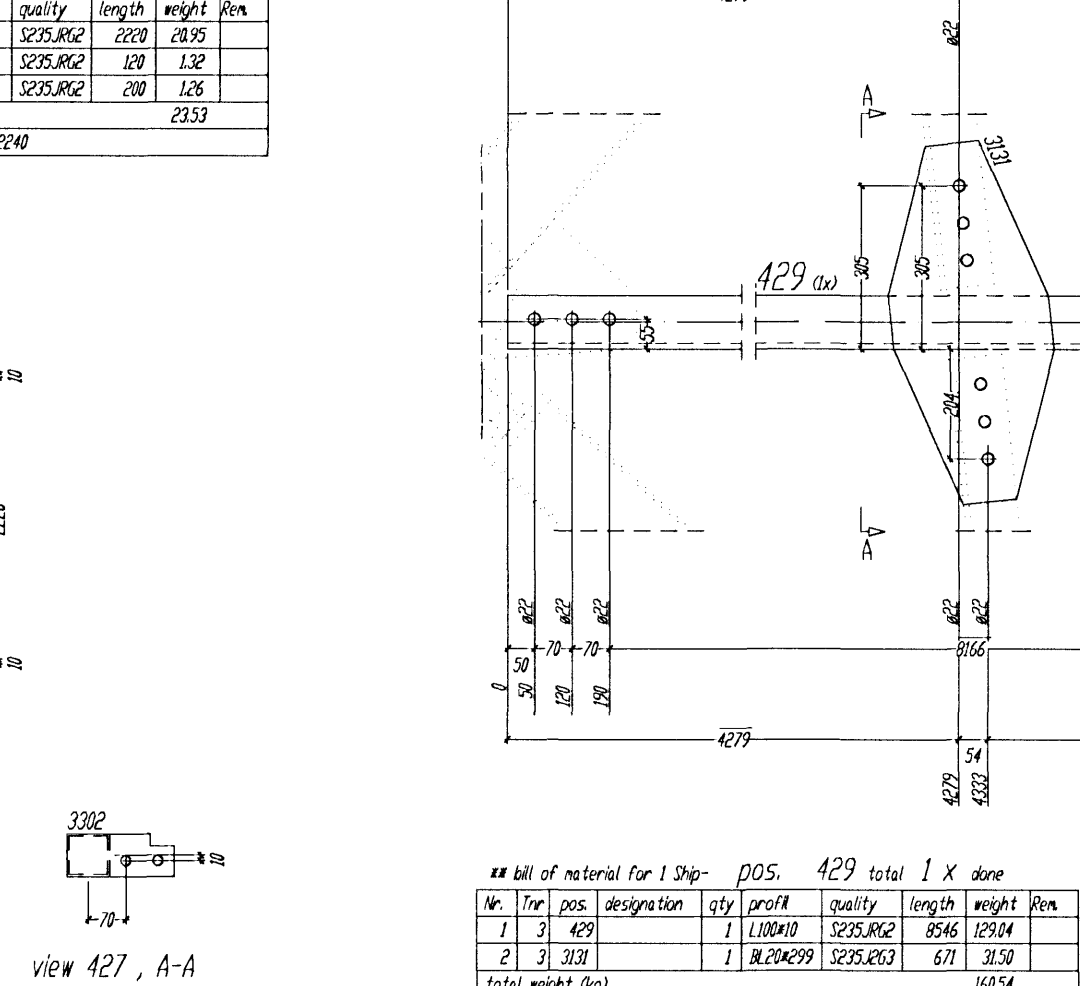 quality length weight Rem.
S235JRG2 2220 20.95
S235JRG2 120 1.32
S235JRG2 200 1.26
23.53
2240
ø22
A
3131
305
305
429 (1x)
55
10
204
A
ø22
ø22
ø22
ø22
ø22
70
70
8166
50
10
0
50
120
190
4279
54
4279
4333
3302
10
70
view 427 , A-A
** bill of material for 1 Ship- pos. 429 total 1 x done
Nr. Tnr pos. designation qty profil quality length weight Rem.
1 3 429 1 L100*10 S235JRG2 8546 129.04
2 3 3131 1 BL20*299 S235J2G3 671 31.50
total weight (kg) 160.54